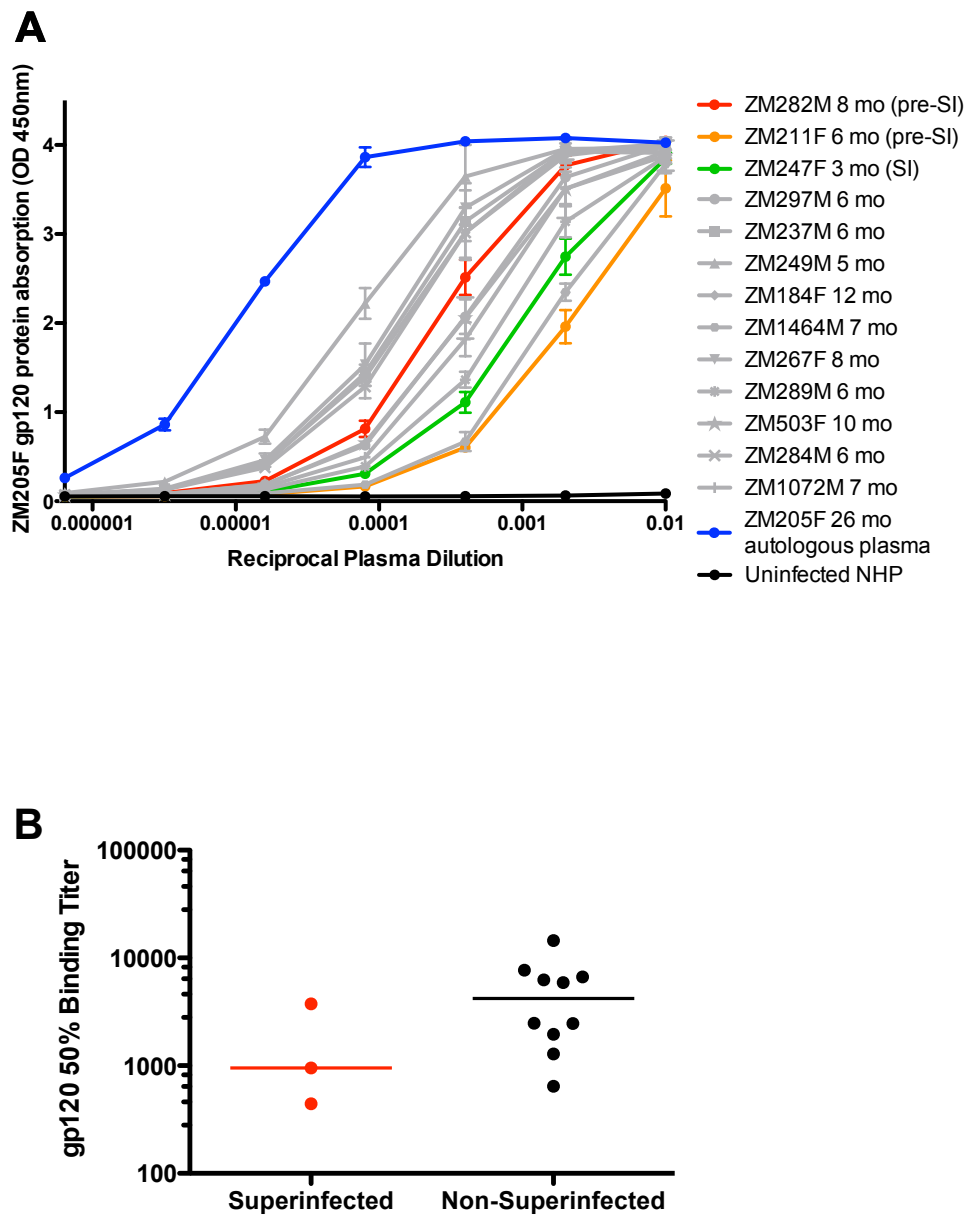 A
ZM205F gp120 protein absorption (OD 450nm)
4
3
2
1
0
0.000001
0.00001
0.0001
0.001
0.01
Reciprocal Plasma Dilution
ZM282M 8 mo (pre-SI)
ZM211F 6 mo (pre-SI)
ZM247F 3 mo (SI)
ZM297M 6 mo
ZM237M 6 mo
ZM249M 5 mo
ZM184F 12 mo
ZM1464M 7 mo
ZM267F 8 mo
ZM289M 6 mo
ZM503F 10 mo
ZM284M 6 mo
ZM1072M 7 mo
ZM205F 26 mo
autologous plasma
Uninfected NHP
B
gp120 50% Binding Titer
100000
10000
1000
100
Superinfected
Non-Superinfected